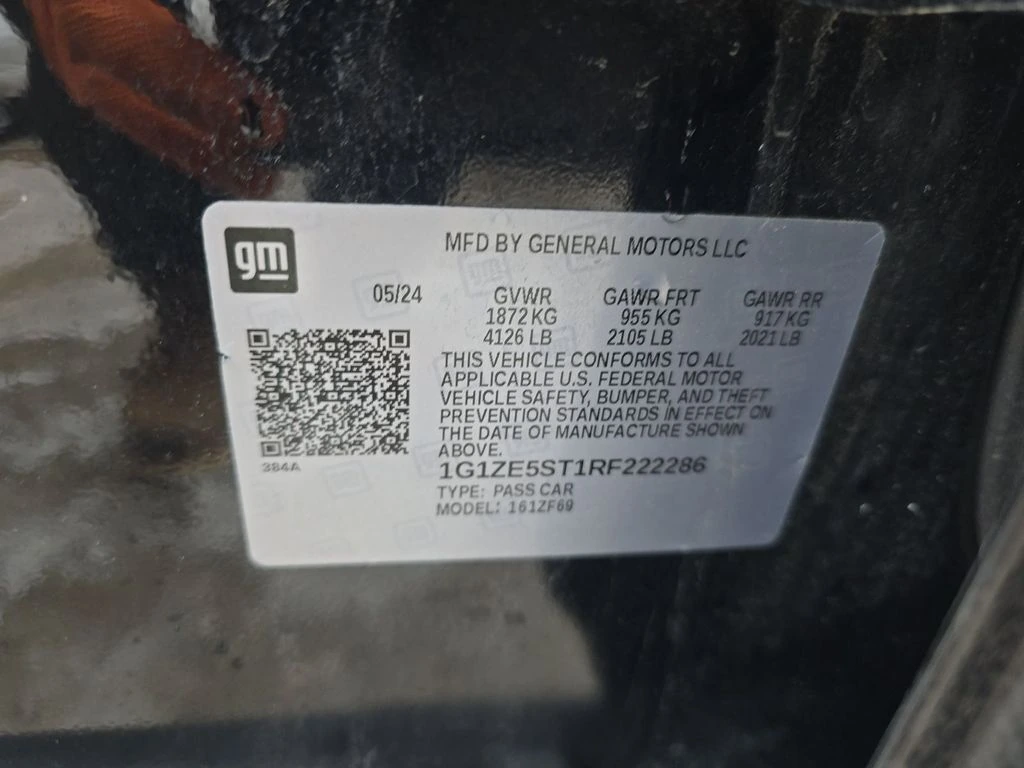 gm
MFD BY GENERAL MOTORS LLC
05/24 GVWR GAWR FRT GAWR RR
1872 KG 955 KG 917 KG
4126 LB 2105 LB 2021 LB
THIS VEHICLE CONFORMS TO ALL
APPLICABLE U.S. FEDERAL MOTOR
VEHICLE SAFETY, BUMPER, AND THEFT
PREVENTION STANDARDS IN EFFECT ON
THE DATE OF MANUFACTURE SHOWN
ABOVE.
384A
1G1ZE5ST1RF222286
TYPE: PASS CAR
MODEL: 161ZF69